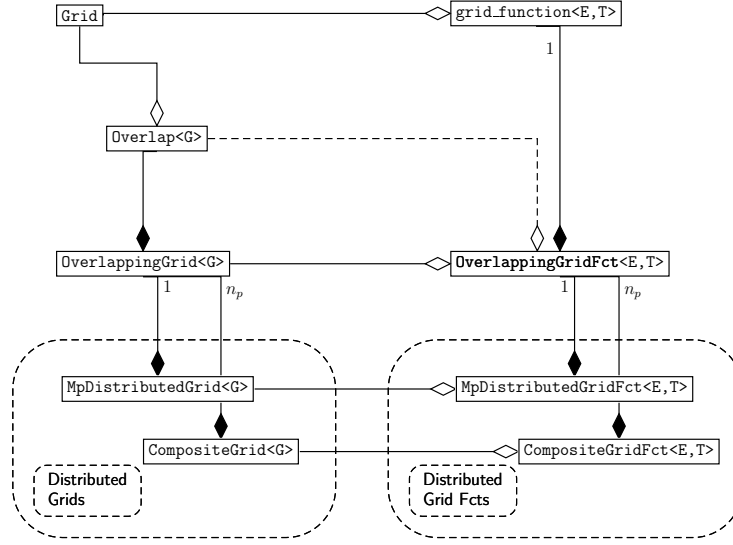 Grid
grid_function<E,T>
1
Overlap<G>
OverlappingGrid<G>
OverlappingGridFct<E,T>
1
n_p
1
n_p
MpDistributedGrid<G>
MpDistributedGridFct<E,T>
CompositeGrid<G>
CompositeGridFct<E,T>
Distributed
Grids
Distributed
Grid Fcts